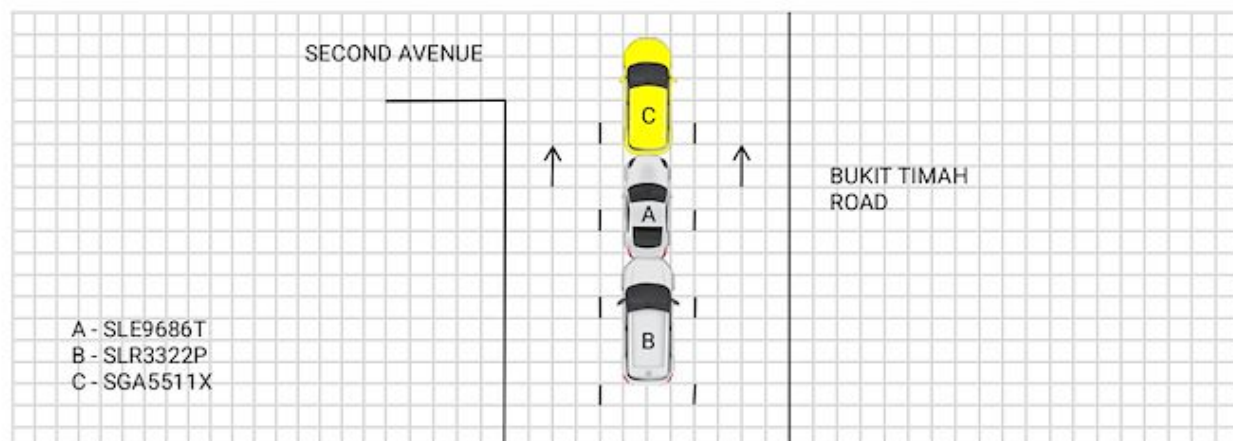 SECOND AVENUE
C
BUKIT TIMAH
ROAD
A
A - SLE9686T
B - SLR3322P
B
C - SGA5511X